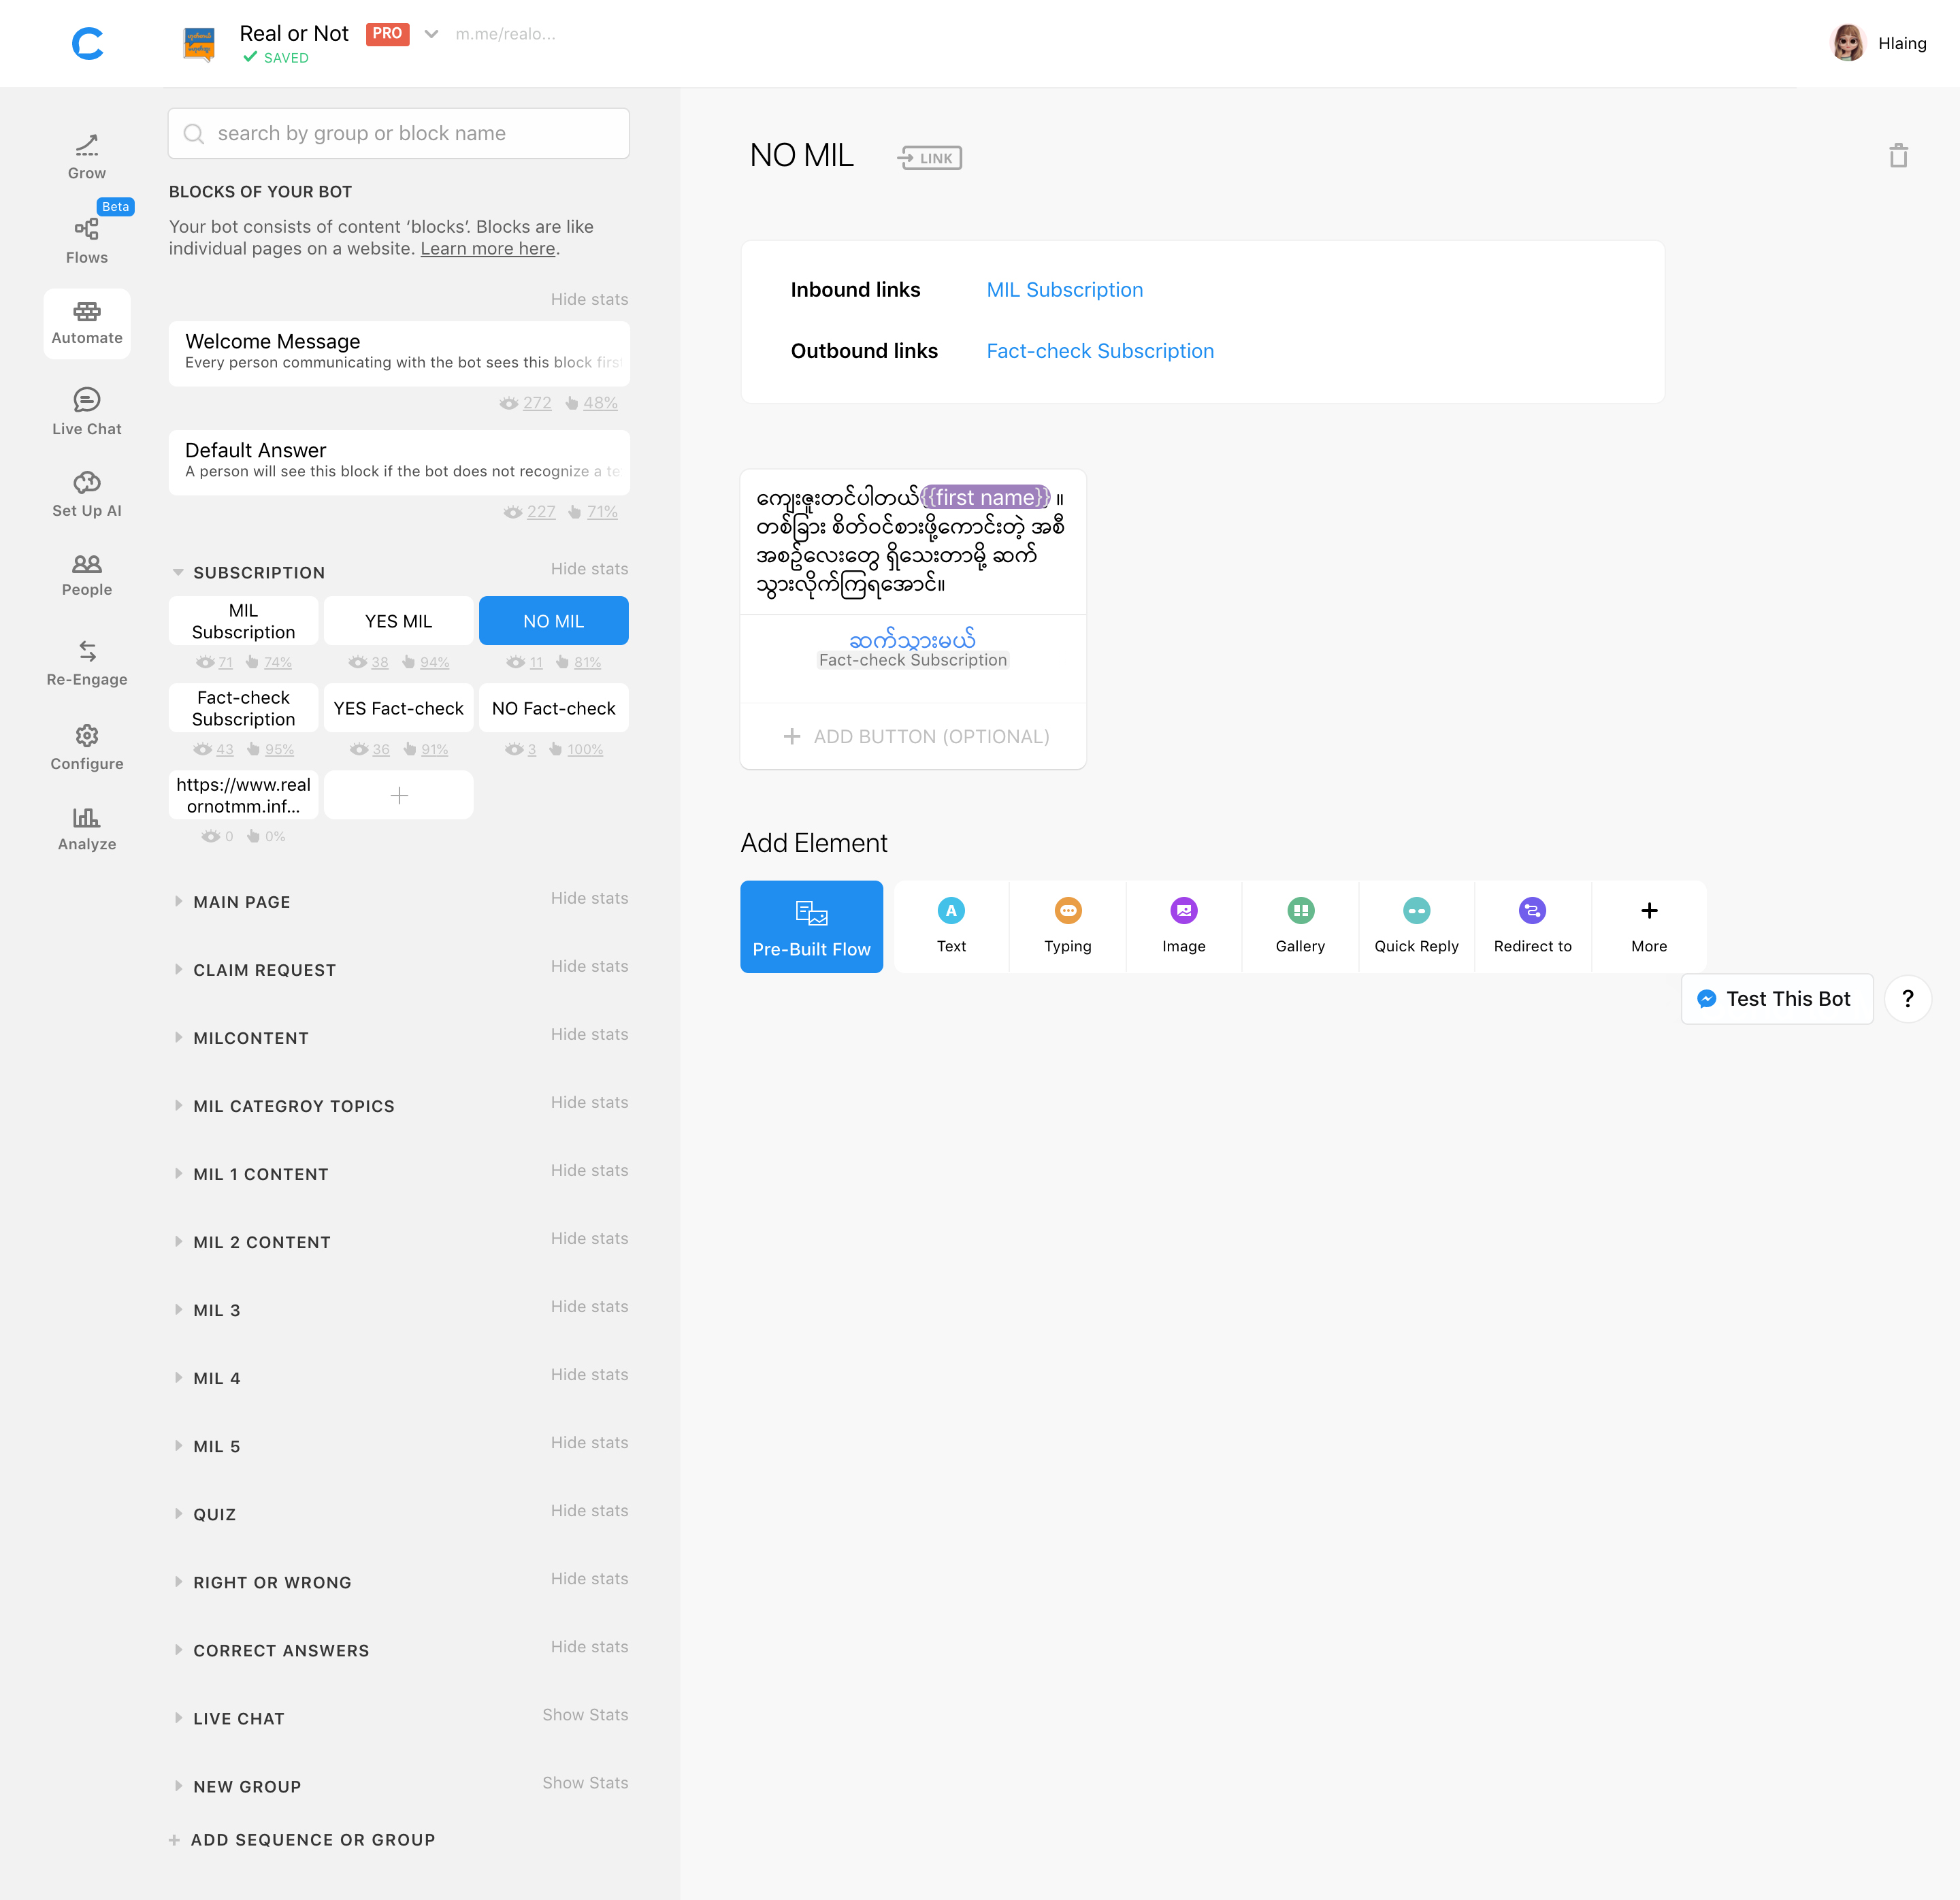 Real or Not PRO m.me/realo...
SAVED
Hlaing
Grow
Beta
Flows
Automate
Live Chat
Set Up AI
People
Re-Engage
Configure
Analyze
search by group or block name
BLOCKS OF YOUR BOT
Your bot consists of content ‘blocks’. Blocks are like
individual pages on a website. Learn more here.
Hide stats
Welcome Message
Every person communicating with the bot sees this block first
272 48%
Default Answer
A person will see this block if the bot does not recognize a te
227 71%
SUBSCRIPTION Hide stats
MIL
Subscription
YES MIL
NO MIL
71 74% 38 94% 11 81%
Fact-check
Subscription
YES Fact-check
NO Fact-check
43 95% 36 91% 3 100%
https://www.real
ornotmm.inf...
0 0%
MAIN PAGE Hide stats
CLAIM REQUEST Hide stats
MILCONTENT Hide stats
MIL CATEGROY TOPICS Hide stats
MIL 1 CONTENT Hide stats
MIL 2 CONTENT Hide stats
MIL 3 Hide stats
MIL 4 Hide stats
MIL 5 Hide stats
QUIZ Hide stats
RIGHT OR WRONG Hide stats
CORRECT ANSWERS Hide stats
LIVE CHAT Show Stats
NEW GROUP Show Stats
+ ADD SEQUENCE OR GROUP
NO MIL LINK
Inbound links MIL Subscription
Outbound links Fact-check Subscription
ကျေးဇူးတင်ပါတယ်{{first name}} ။
တစ်ခြား စိတ်ဝင်စားဖို့ကောင်းတဲ့ အစီ
အစဥ်လေးတွေ ရှိသေးတာမို့ ဆက်
သွားလိုက်ကြရအောင်။
ဆက်သွားမယ်
Fact-check Subscription
+ ADD BUTTON (OPTIONAL)
Add Element
Pre-Built Flow
A
Text
Typing
Image
Gallery
Quick Reply
Redirect to
More
Test This Bot ?